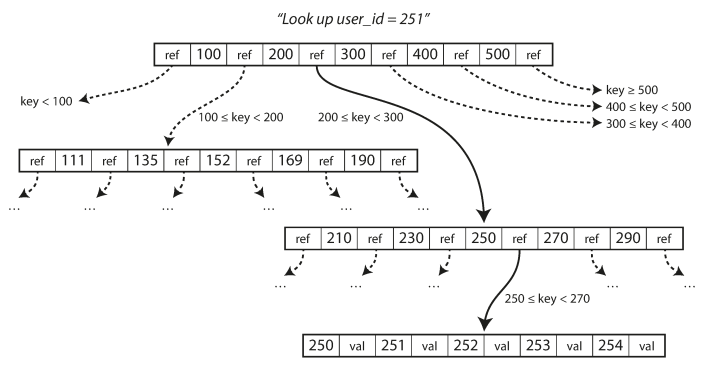 “Look up user_id = 251”
ref 100 ref 200 ref 300 ref 400 ref 500 ref
key < 100
100 ≤ key < 200
200 ≤ key < 300
key ≥ 500
400 ≤ key < 500
300 ≤ key < 400
ref 111 ref 135 ref 152 ref 169 ref 190 ref
... ... ... ... ... ...
ref 210 ref 230 ref 250 ref 270 ref 290 ref
... ... ... ... ...
250 ≤ key < 270
250 val 251 val 252 val 253 val 254 val